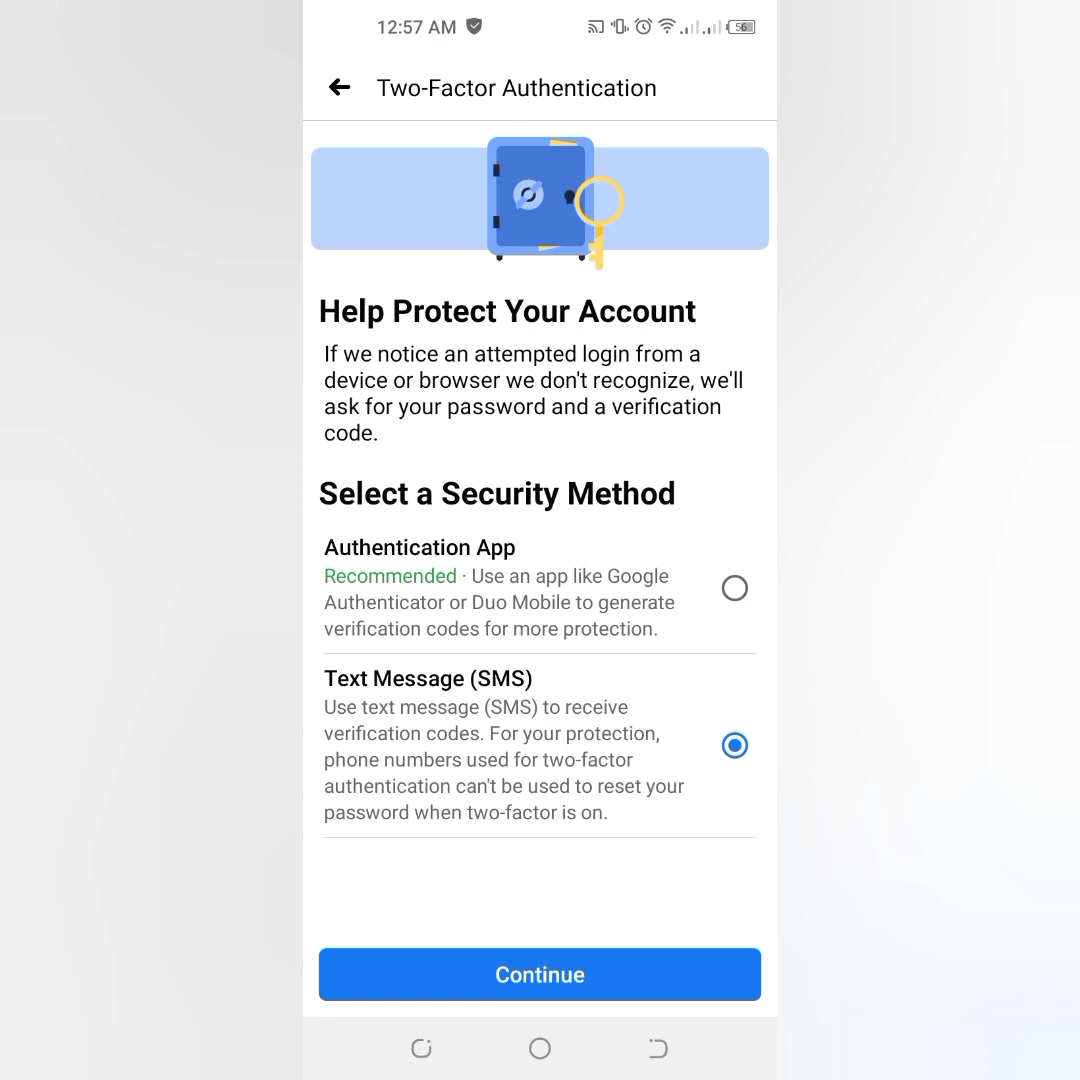 12:57 AM 56
Two-Factor Authentication
Help Protect Your Account
If we notice an attempted login from a
device or browser we don't recognize, we'll
ask for your password and a verification
code.
Select a Security Method
Authentication App
Recommended · Use an app like Google
Authenticator or Duo Mobile to generate
verification codes for more protection.
Text Message (SMS)
Use text message (SMS) to receive
verification codes. For your protection,
phone numbers used for two-factor
authentication can't be used to reset your
password when two-factor is on.
Continue